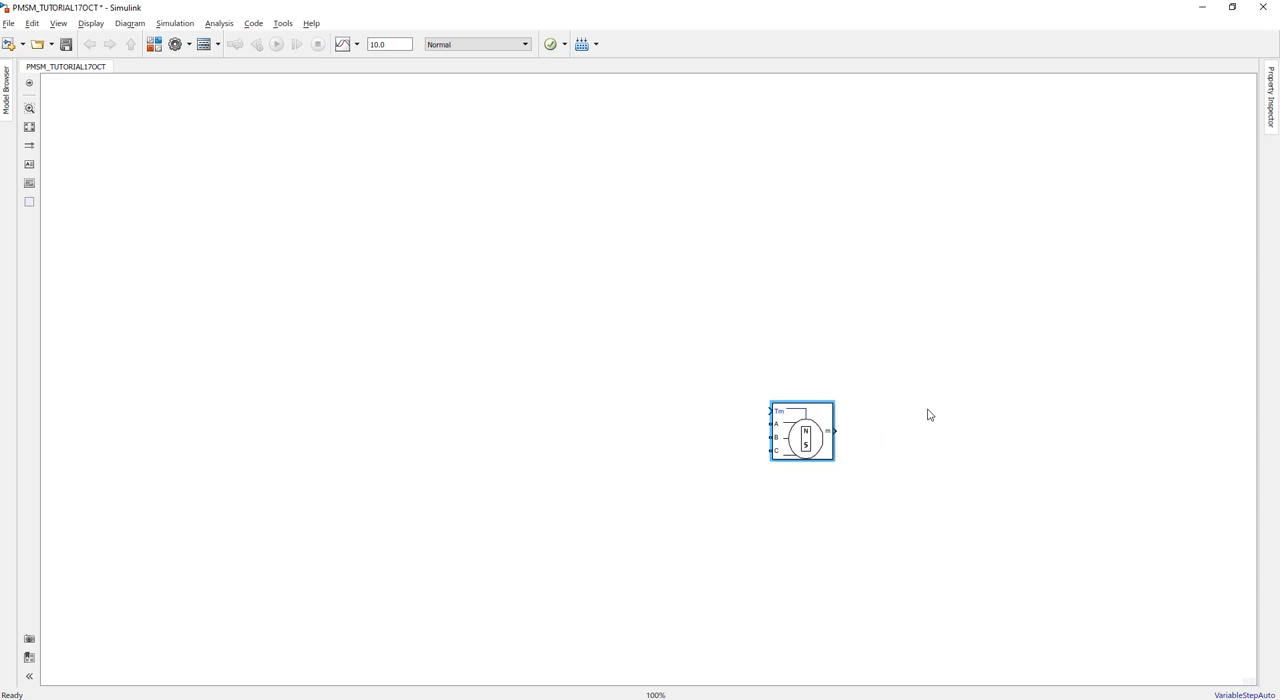 PMSM_TUTORIAL17OCT * - Simulink
File Edit View Display Diagram Simulation Analysis Code Tools Help
10.0 Normal
PMSM_TUTORIAL17OCT
Model Browser
Property Inspector
Tm
A
B
C
N
S
m
Ready 100% VariableStepAuto